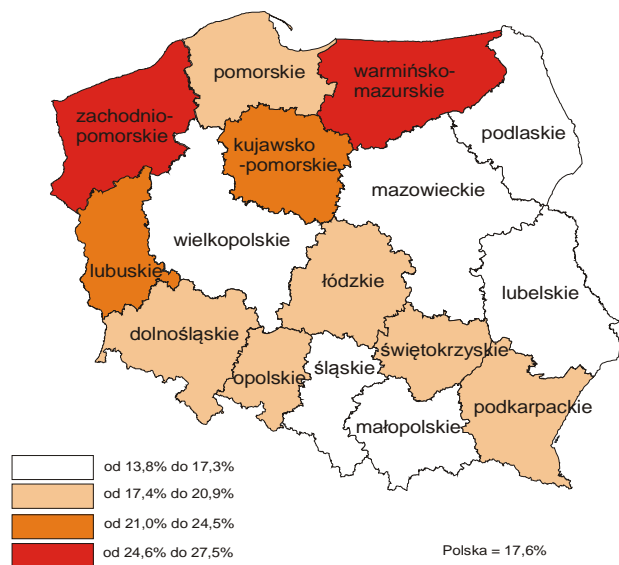 pomorskie
warmińsko-
mazurskie
zachodnio-
pomorskie
podlaskie
kujawsko
-pomorskie
mazowieckie
wielkopolskie
lubuskie
łódzkie
lubelskie
dolnośląskie
świętokrzyskie
śląskie
opolskie
podkarpackie
małopolskie
od 13,8% do 17,3%
od 17,4% do 20,9%
od 21,0% do 24,5%
od 24,6% do 27,5%
Polska = 17,6%